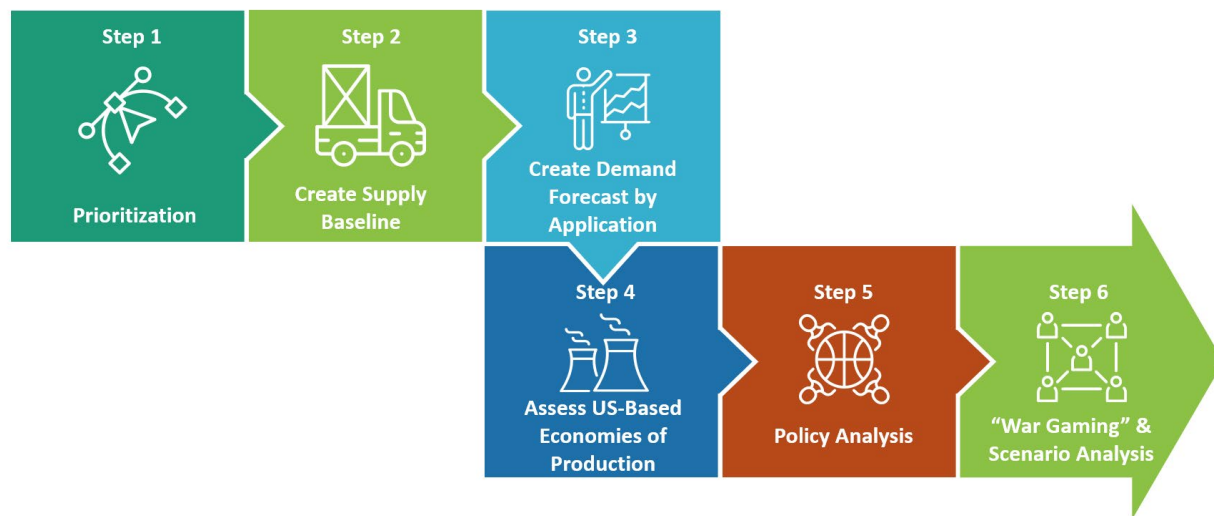 Step 1
Prioritization
Step 2
Create Supply
Baseline
Step 3
Create Demand
Forecast by
Application
Step 4
Assess US-Based
Economies of
Production
Step 5
Policy Analysis
Step 6
“War Gaming” &
Scenario Analysis